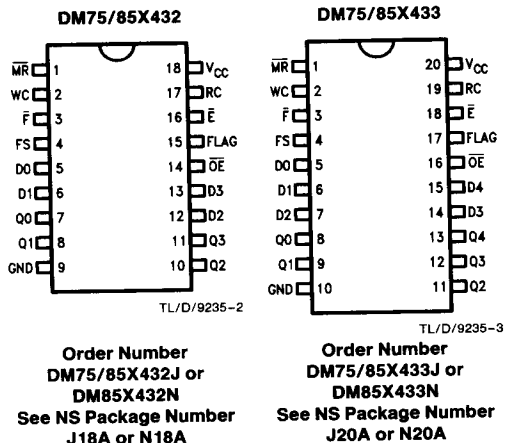 DM75/85X432
M̅R̅ 1 18 VCC
WC 2 17 RC
F̅ 3 16 E̅
FS 4 15 FLAG
D0 5 14 O̅E̅
D1 6 13 D3
Q0 7 12 D2
Q1 8 11 Q3
GND 9 10 Q2
TL/D/9235-2
Order Number
DM75/85X432J or
DM85X432N
See NS Package Number
J18A or N18A
DM75/85X433
M̅R̅ 1 20 VCC
WC 2 19 RC
F̅ 3 18 E̅
FS 4 17 FLAG
D0 5 16 O̅E̅
D1 6 15 D4
D2 7 14 D3
Q0 8 13 Q4
Q1 9 12 Q3
GND 10 11 Q2
TL/D/9235-3
Order Number
DM75/85X433J or
DM85X433N
See NS Package Number
J20A or N20A